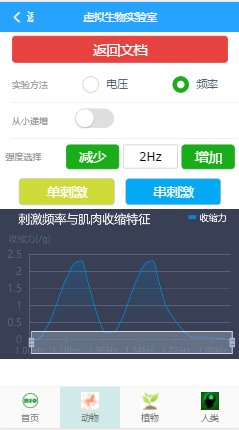 虚拟生物实验室
返回文档
实验方法 电压 频率
从小递增
强度选择 减少 2Hz 增加
单刺激 串刺激
刺激频率与肌肉收缩特征 收缩力
收缩力(/g)
2.5
2
1.5
1
0.5
0
首页 动物 植物 人类